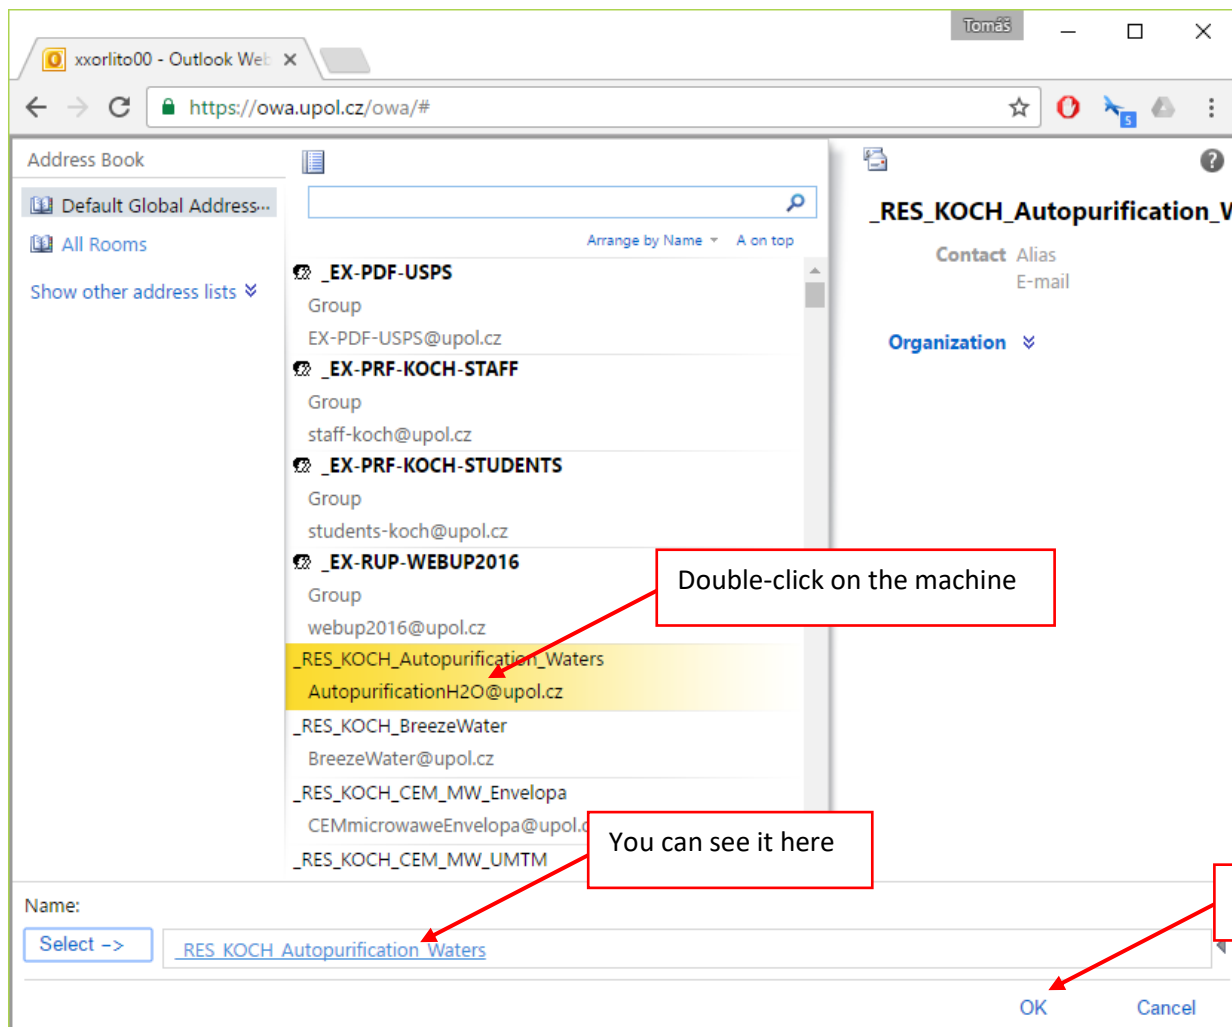 Tomáš
xxorlito00 - Outlook Web
https://owa.upol.cz/owa/#
5
Address Book
Default Global Address...
All Rooms
Show other address lists
Arrange by Name
A on top
_EX-PDF-USPS
Group
EX-PDF-USPS@upol.cz
_EX-PRF-KOCH-STAFF
Group
staff-koch@upol.cz
_EX-PRF-KOCH-STUDENTS
Group
students-koch@upol.cz
_EX-RUP-WEBUP2016
Group
webup2016@upol.cz
_RES_KOCH_Autopurification_Waters
AutopurificationH2O@upol.cz
_RES_KOCH_BreezeWater
BreezeWater@upol.cz
_RES_KOCH_CEM_MW_Envelopa
CEMmicrowaweEnvelopa@upol.c
_RES_KOCH_CEM_MW_UMTM
_RES_KOCH_Autopurification_W
Contact Alias
E-mail
Organization
Double-click on the machine
You can see it here
Name:
Select ->
_RES_KOCH_Autopurification_Waters
OK
Cancel